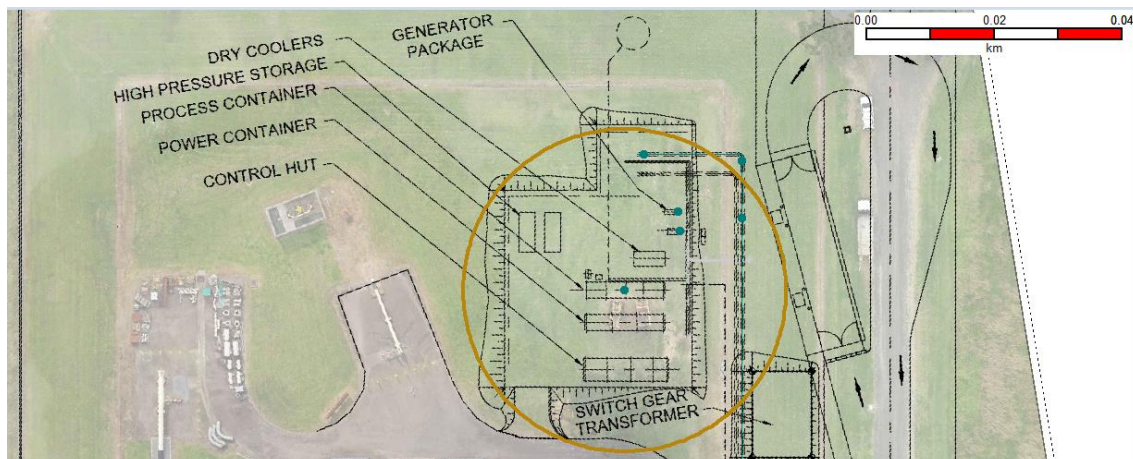 GENERATOR
PACKAGE
DRY COOLERS
HIGH PRESSURE STORAGE
PROCESS CONTAINER
POWER CONTAINER
CONTROL HUT
SWITCH GEAR
TRANSFORMER
0.00 0.02 0.04
km